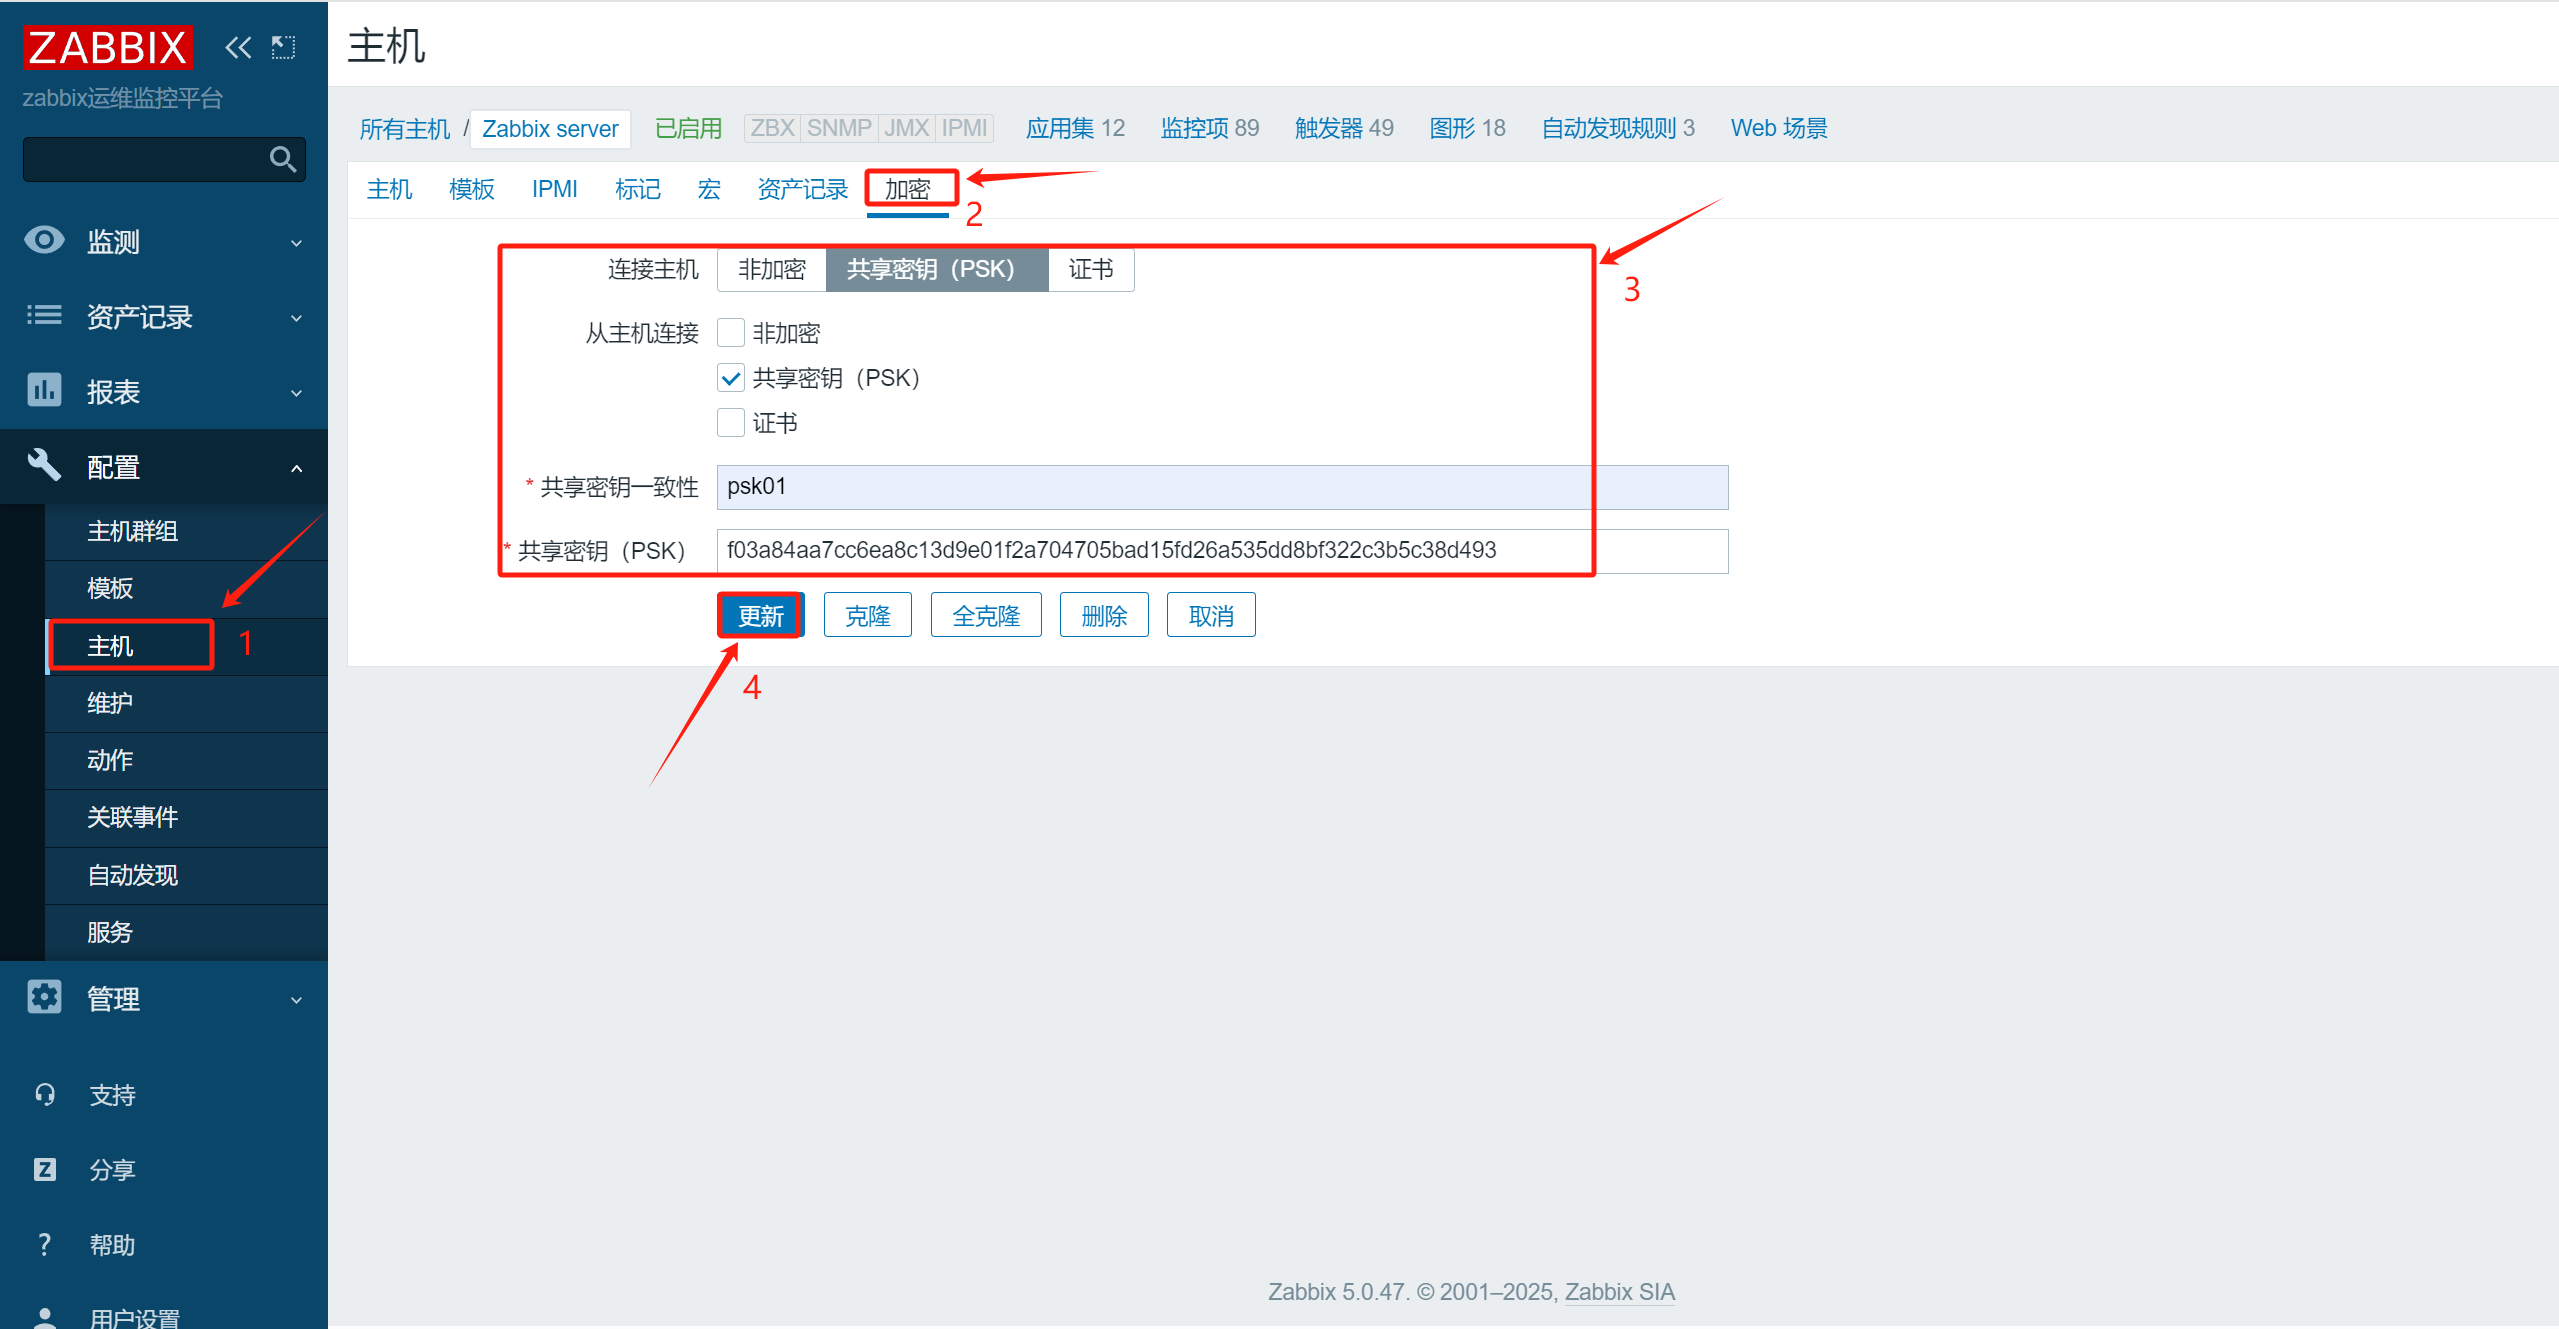 ZABBIX
zabbix运维监控平台
监测
资产记录
报表
配置
主机群组
模板
主机
1
维护
动作
关联事件
自动发现
服务
管理
支持
分享
帮助
用户设置
主机
所有主机 / Zabbix server 已启用 ZBX SNMP JMX IPMI 应用集 12 监控项 89 触发器 49 图形 18 自动发现规则 3 Web 场景
主机 模板 IPMI 标记 宏 资产记录 加密
2
3
连接主机 非加密 共享密钥（PSK） 证书
从主机连接 非加密
共享密钥（PSK）
证书
* 共享密钥一致性 psk01
* 共享密钥（PSK） f03a84aa7cc6ea8c13d9e01f2a704705bad15fd26a535dd8bf322c3b5c38d493
更新 克隆 全克隆 删除 取消
4
Zabbix 5.0.47. © 2001–2025, Zabbix SIA